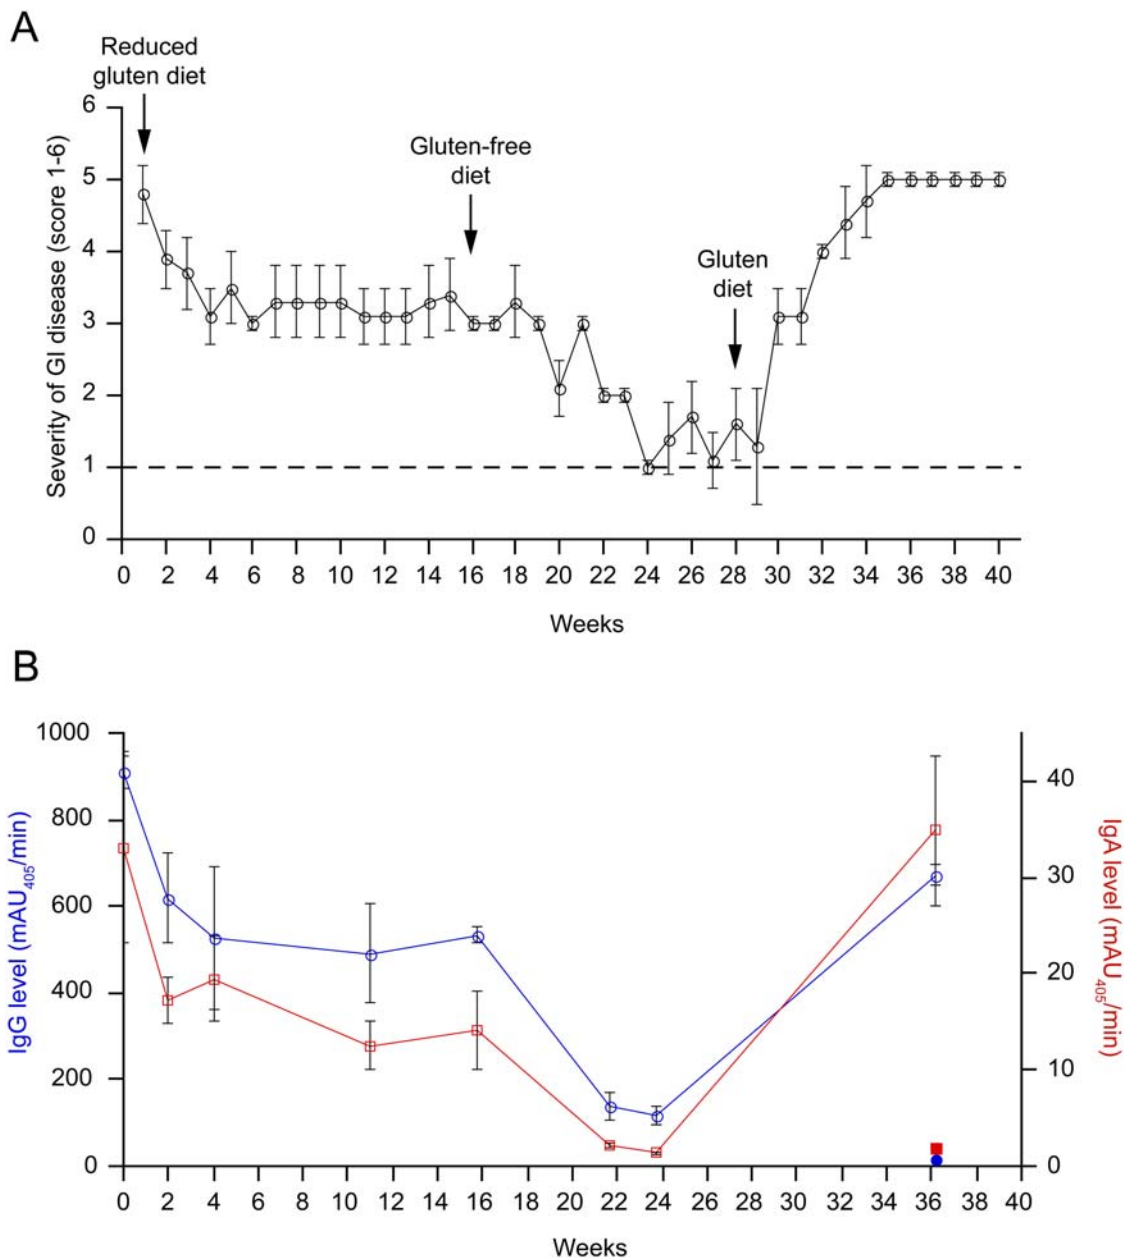 A
Reduced
gluten diet
Gluten-free
diet
Gluten
diet
Severity of GI disease (score 1-6)
6
5
4
3
2
1
0
0 2 4 6 8 10 12 14 16 18 20 22 24 26 28 30 32 34 36 38 40
Weeks
B
IgG level (mAU405/min)
1000
800
600
400
200
0
IgA level (mAU405/min)
40
30
20
10
0
0 2 4 6 8 10 12 14 16 18 20 22 24 26 28 30 32 34 36 38 40
Weeks